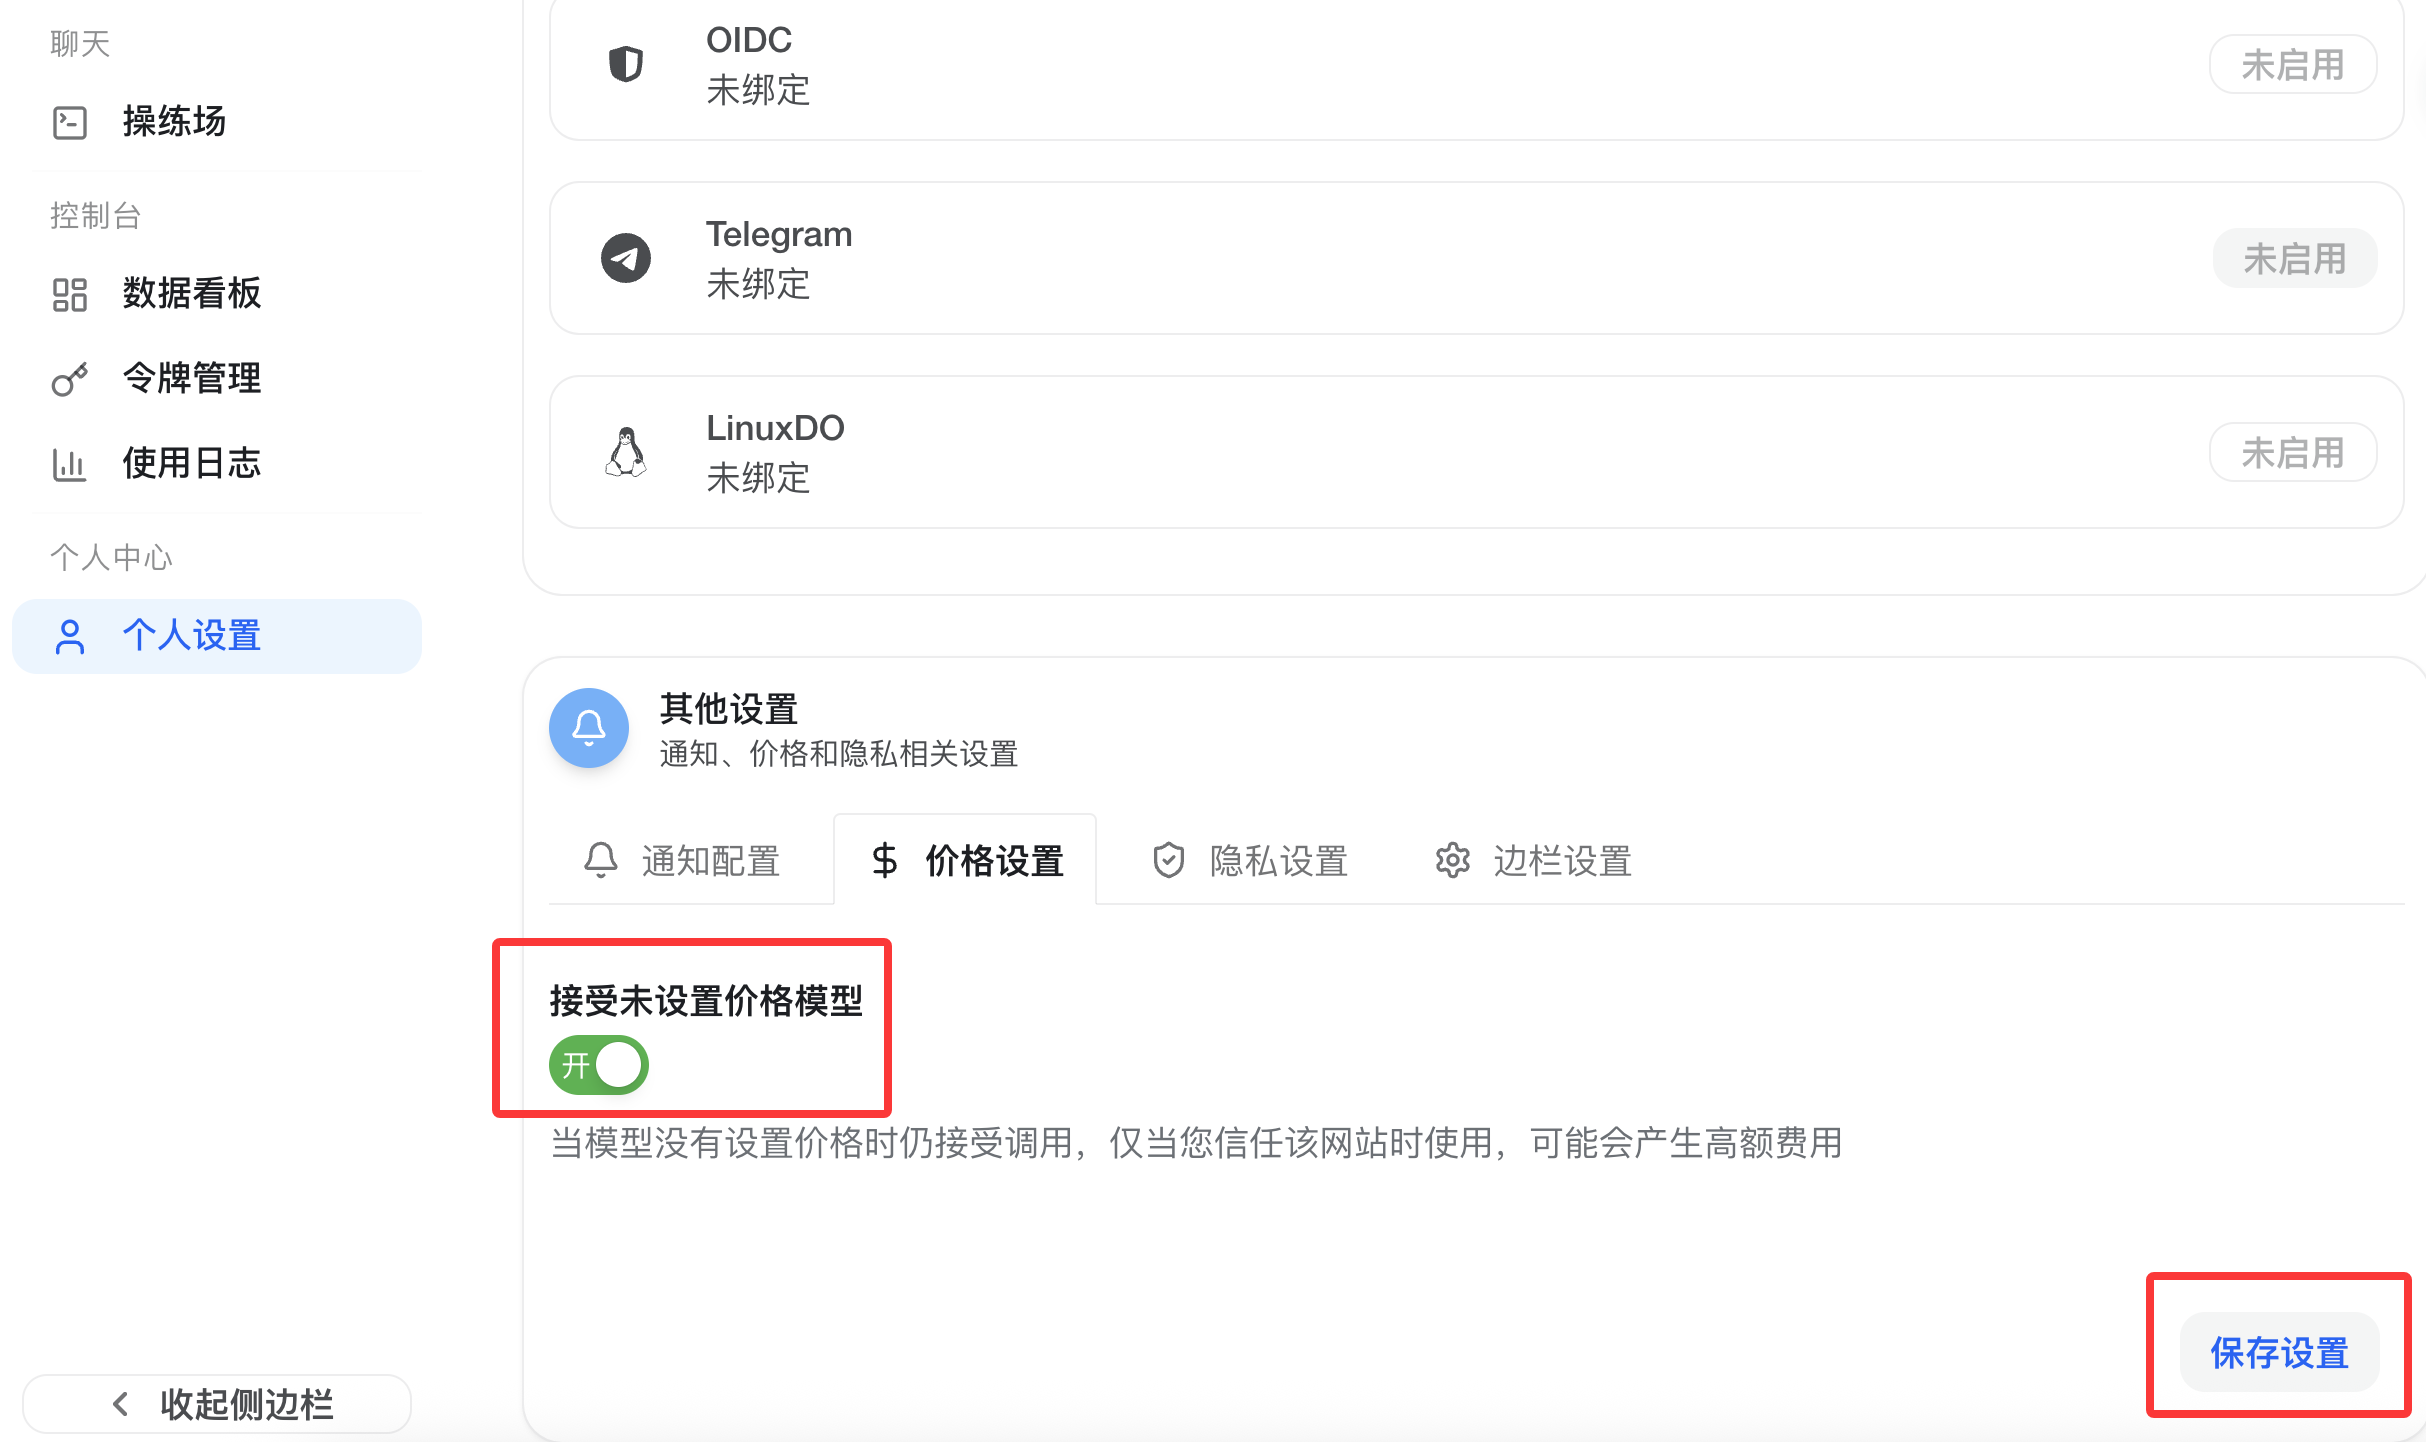 聊天
操练场
控制台
数据看板
令牌管理
使用日志
个人中心
个人设置
收起侧边栏
OIDC
未绑定
未启用
Telegram
未绑定
未启用
LinuxDO
未绑定
未启用
其他设置
通知、价格和隐私相关设置
通知配置
价格设置
隐私设置
边栏设置
接受未设置价格模型
开
当模型没有设置价格时仍接受调用，仅当您信任该网站时使用，可能会产生高额费用
保存设置